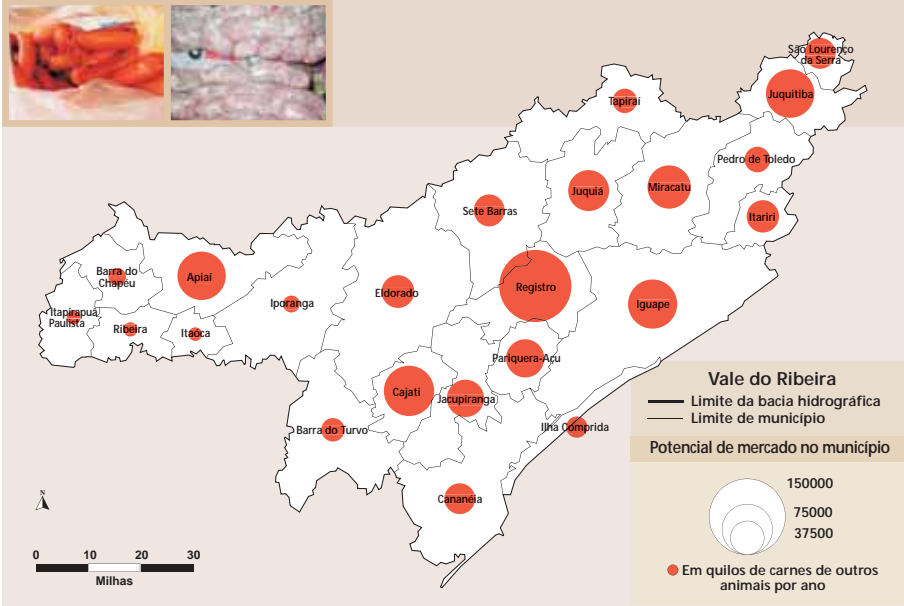 São Lourenço
da Serra
Juquitiba
Tapiraí
Pedro de Toledo
Juquiá
Miracatu
Sete Barras
Itariri
Barra do
Chapéu
Apiaí
Registro
Eldorado
Iporanga
Iguape
Itapirapuã
Paulista
Ribeira
Itaóca
Pariquera-Açu
Cajati
Jacupiranga
Barra do Turvo
Ilha Comprida
Cananéia
N
0 10 20 30
Milhas
Vale do Ribeira
Limite da bacia hidrográfica
Limite de município
Potencial de mercado no município
150000
75000
37500
Em quilos de carnes de outros
animais por ano